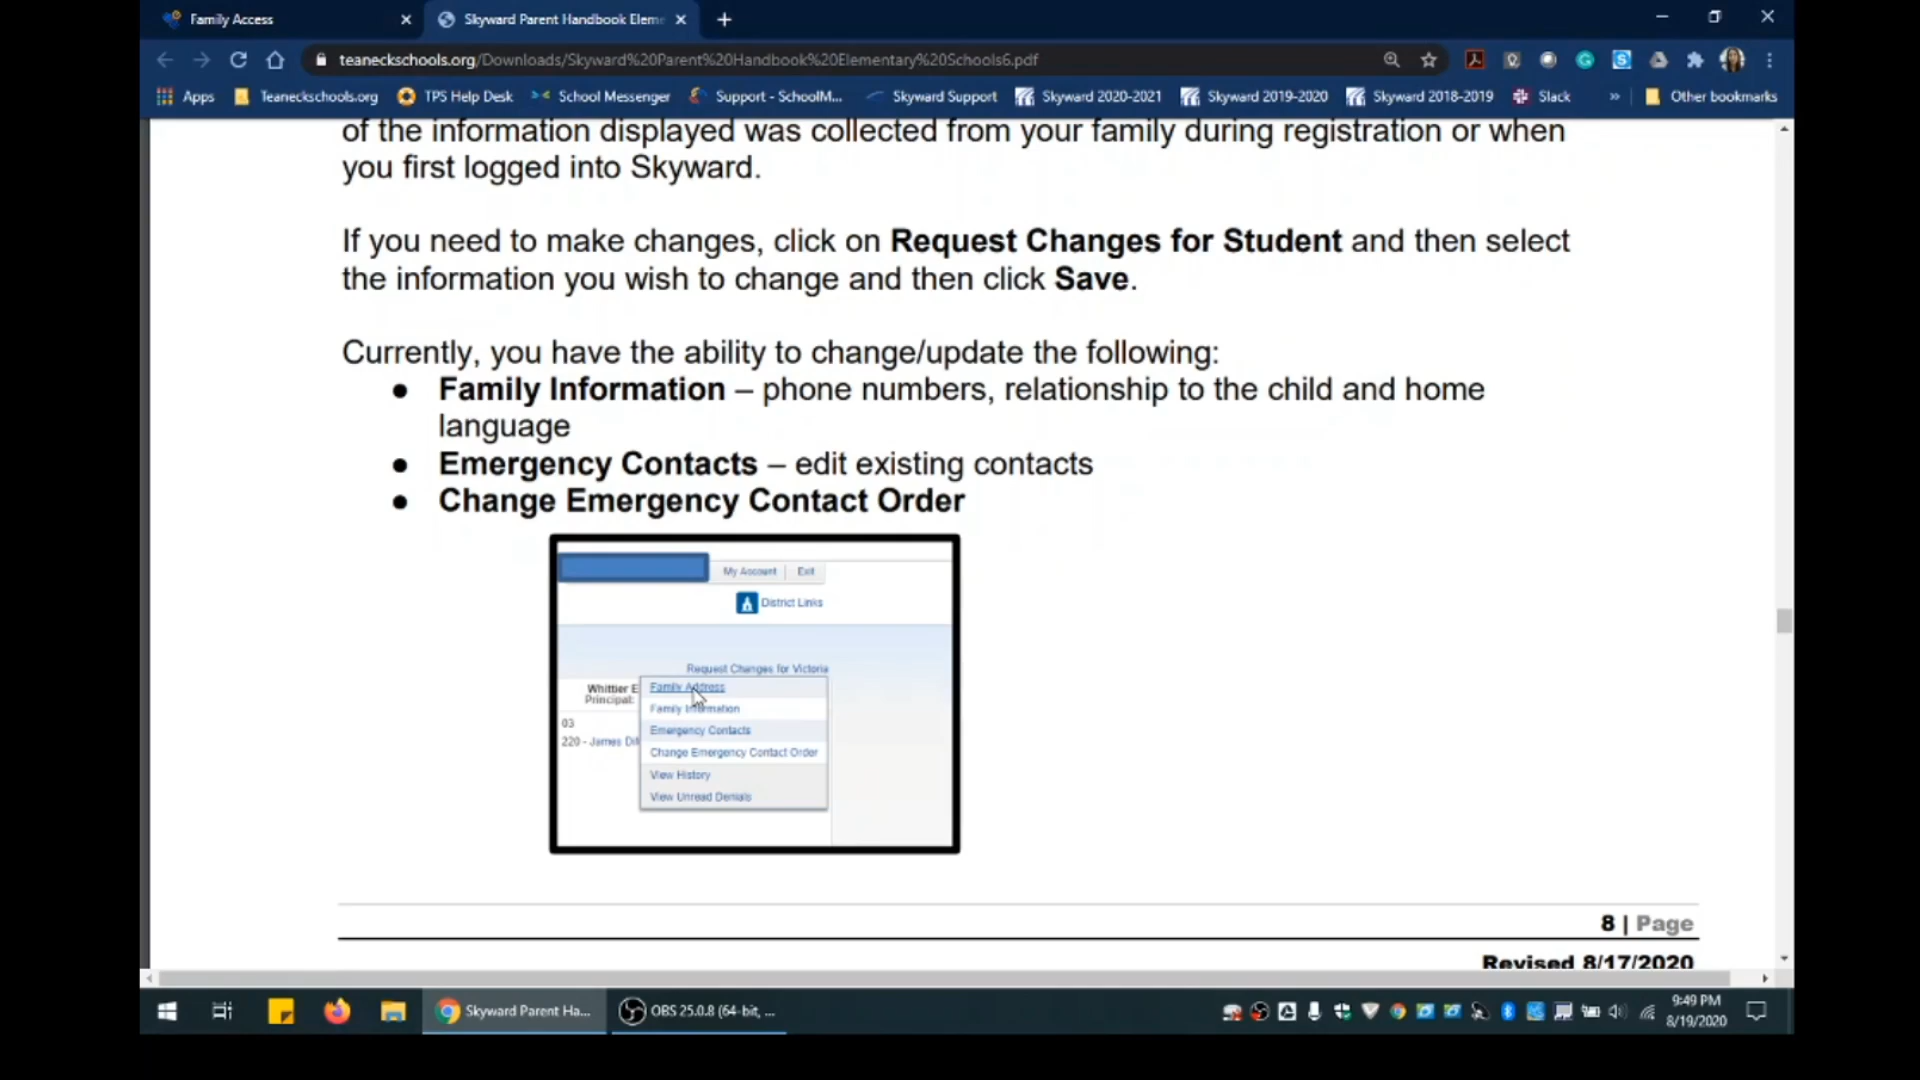 Family Access
Skyward Parent Handbook Elem
teaneckschools.org/Downloads/Skyward%20Parent%20Handbook%20Elementary%20Schools6.pdf
Apps Teaneckschools.org TPS Help Desk School Messenger Support - SchoolM... Skyward Support Skyward 2020-2021 Skyward 2019-2020 Skyward 2018-2019 Slack » Other bookmarks
of the information displayed was collected from your family during registration or when
you first logged into Skyward.
If you need to make changes, click on Request Changes for Student and then select
the information you wish to change and then click Save.
Currently, you have the ability to change/update the following:
● Family Information – phone numbers, relationship to the child and home
language
● Emergency Contacts – edit existing contacts
● Change Emergency Contact Order
My Account Exit
District Links
Request Changes for Victoria
Whittier E
Principal:
Family Address
Family Information
03
Emergency Contacts
220 - James Dil
Change Emergency Contact Order
View History
View Unread Denials
8 | Page
Revised 8/17/2020
Skyward Parent Ha...
OBS 25.0.8 (64-bit, ...
9:49 PM
8/19/2020